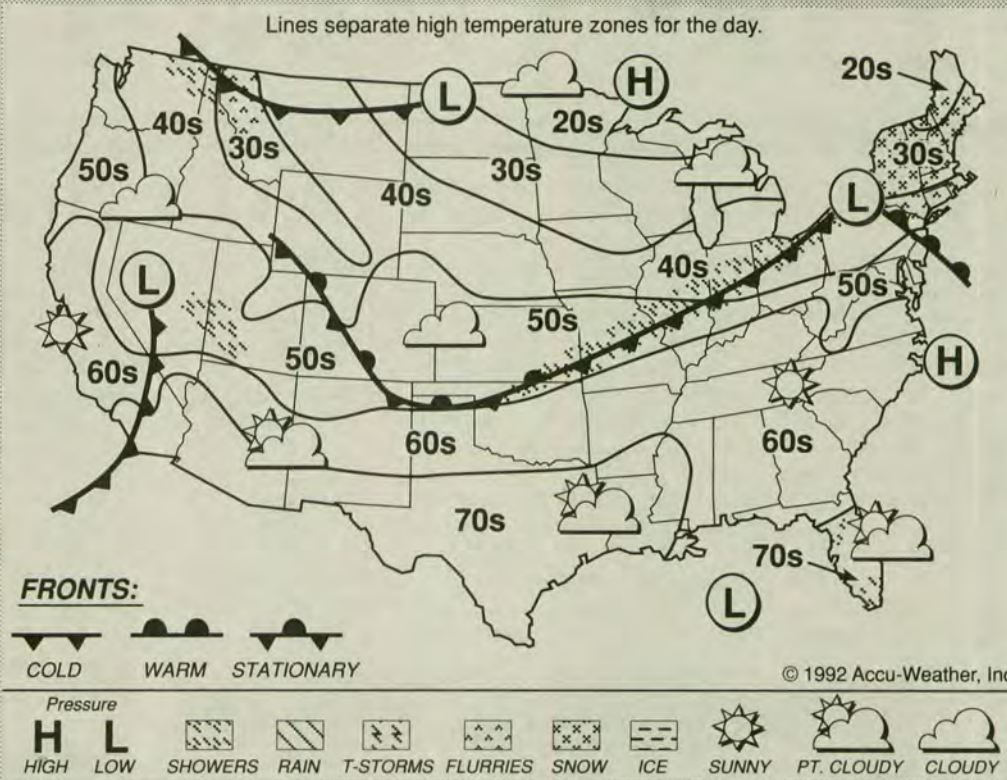 Lines separate high temperature zones for the day.
L
H
20s
20s
40s
30s
30s
30s
50s
40s
L
L
40s
50s
50s
50s
60s
H
60s
60s
70s
70s
L
FRONTS:
COLD WARM STATIONARY
© 1992 Accu-Weather, Inc
Pressure
H L
HIGH LOW SHOWERS RAIN T-STORMS FLURRIES SNOW ICE SUNNY PT. CLOUDY CLOUDY